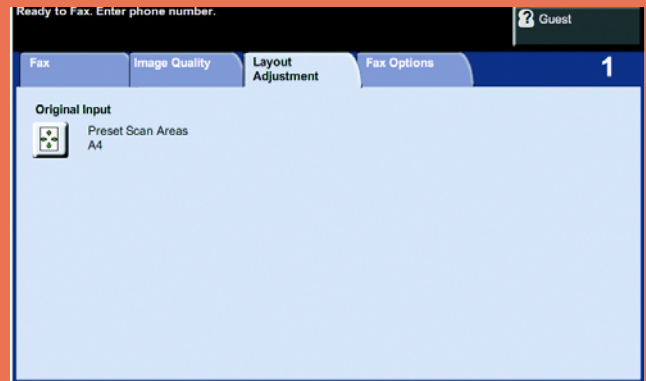 Ready to Fax. Enter phone number.
Guest
Fax
Image Quality
Layout
Adjustment
Fax Options
1
Original Input
Preset Scan Areas
A4